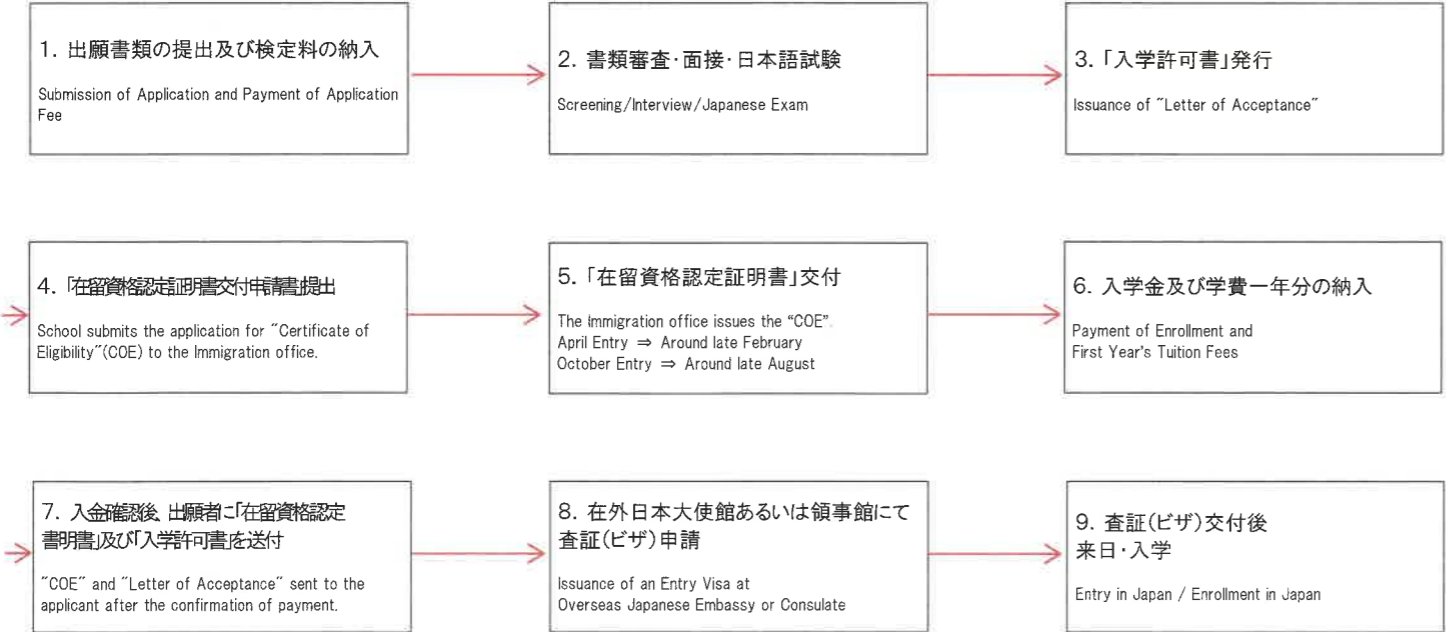 1. 出願書類の提出及び検定料の納入
Submission of Application and Payment of Application
Fee
2. 書類審査・面接・日本語試験
Screening/Interview/Japanese Exam
3. 「入学許可書」発行
Issuance of "Letter of Acceptance"
4. 「在留資格認定証明書交付申請書」提出
School submits the application for "Certificate of
Eligibility"(COE) to the Immigration office.
5. 「在留資格認定証明書」交付
The Immigration office issues the "COE".
April Entry ⇒ Around late February
October Entry ⇒ Around late August
6. 入学金及び学費一年分の納入
Payment of Enrollment and
First Year's Tuition Fees
7. 入金確認後、出願者に「在留資格認定
書明書」及び「入学許可書」を送付
"COE" and "Letter of Acceptance" sent to the
applicant after the confirmation of payment.
8. 在外日本大使館あるいは領事館にて
査証(ビザ)申請
Issuance of an Entry Visa at
Overseas Japanese Embassy or Consulate
9. 査証(ビザ)交付後
来日・入学
Entry in Japan / Enrollment in Japan